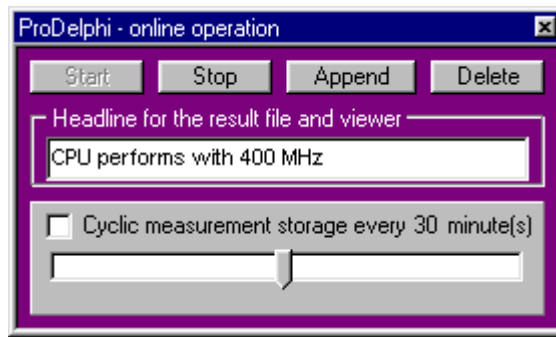 ProDelphi - online operation
Start Stop Append Delete
Headline for the result file and viewer
CPU performs with 400 MHz
Cyclic measurement storage every 30 minute(s)